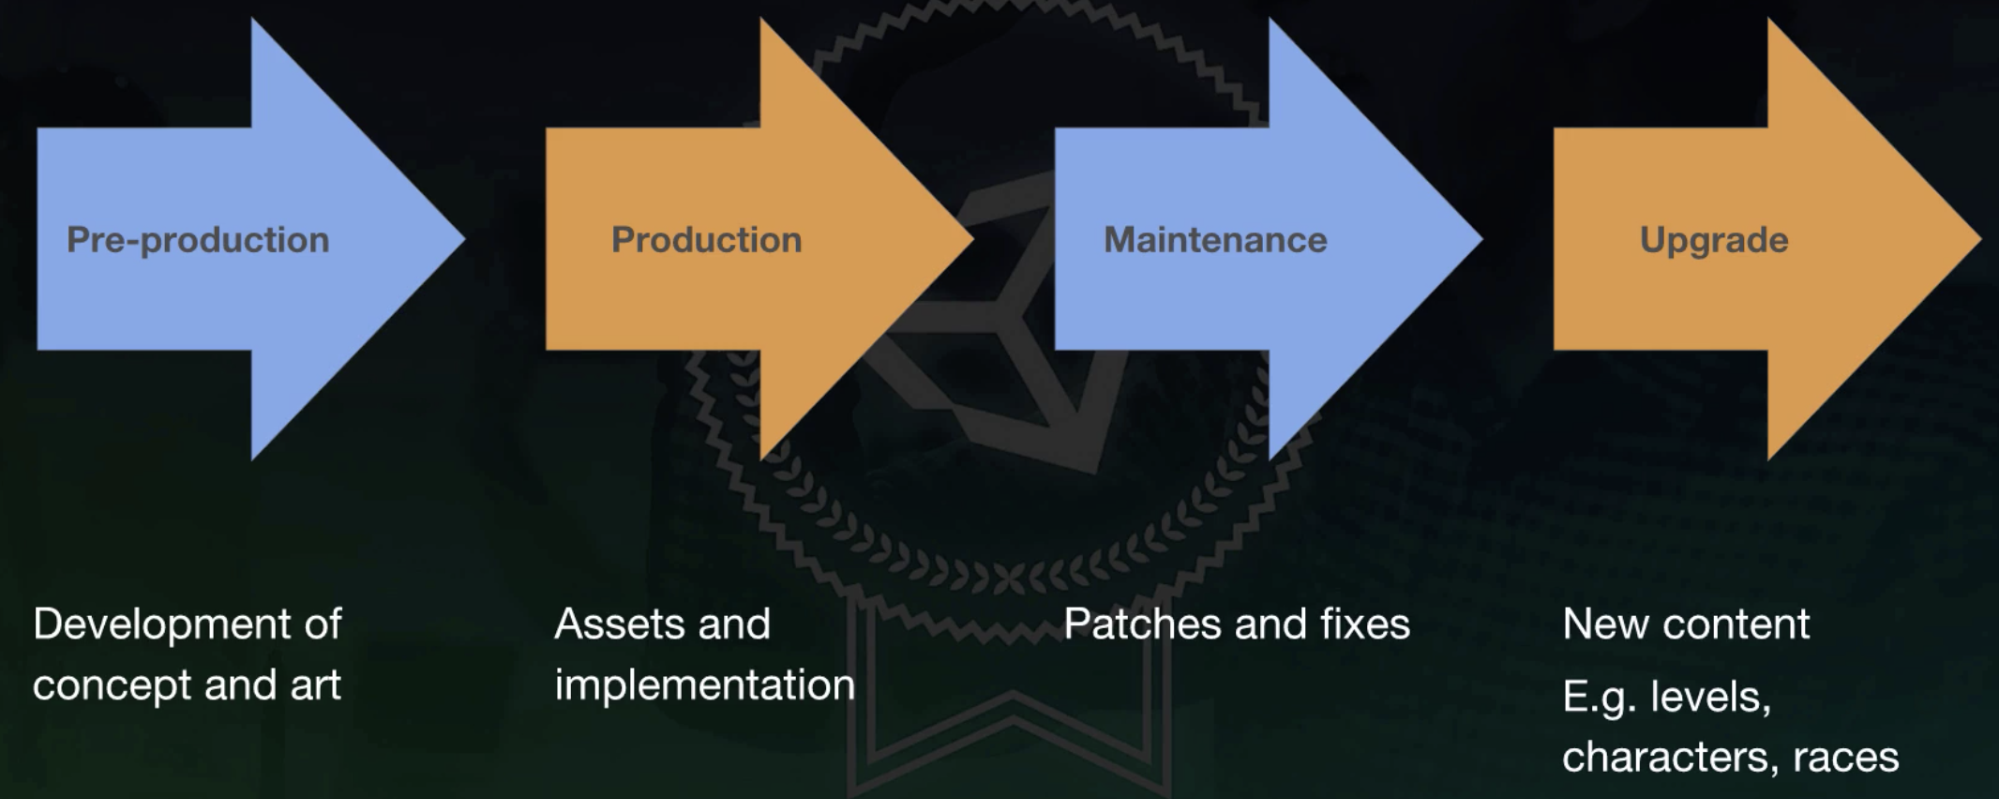 Pre-production
Production
Maintenance
Upgrade
Development of
concept and art
Assets and
implementation
Patches and fixes
New content
E.g. levels,
characters, races